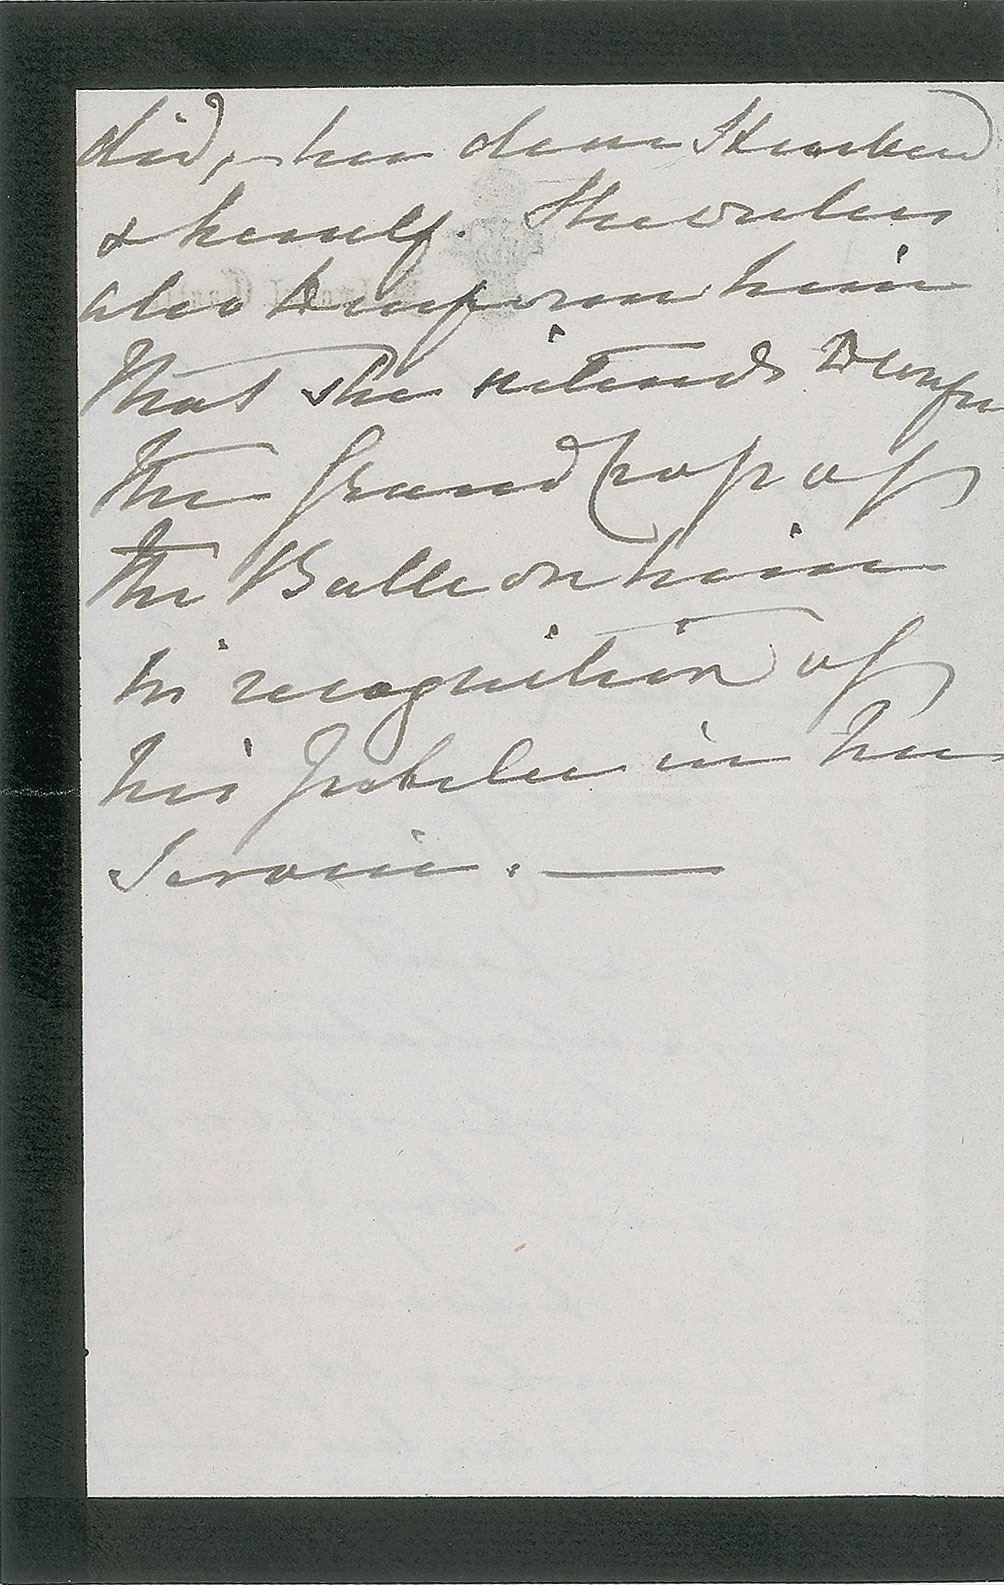 did, her dear Husband
& herself. She wishes
also to inform him
that she intends to confer
the Grand Cross of
the Bath on him
in recognition of
his Jubilee in her
Service. —